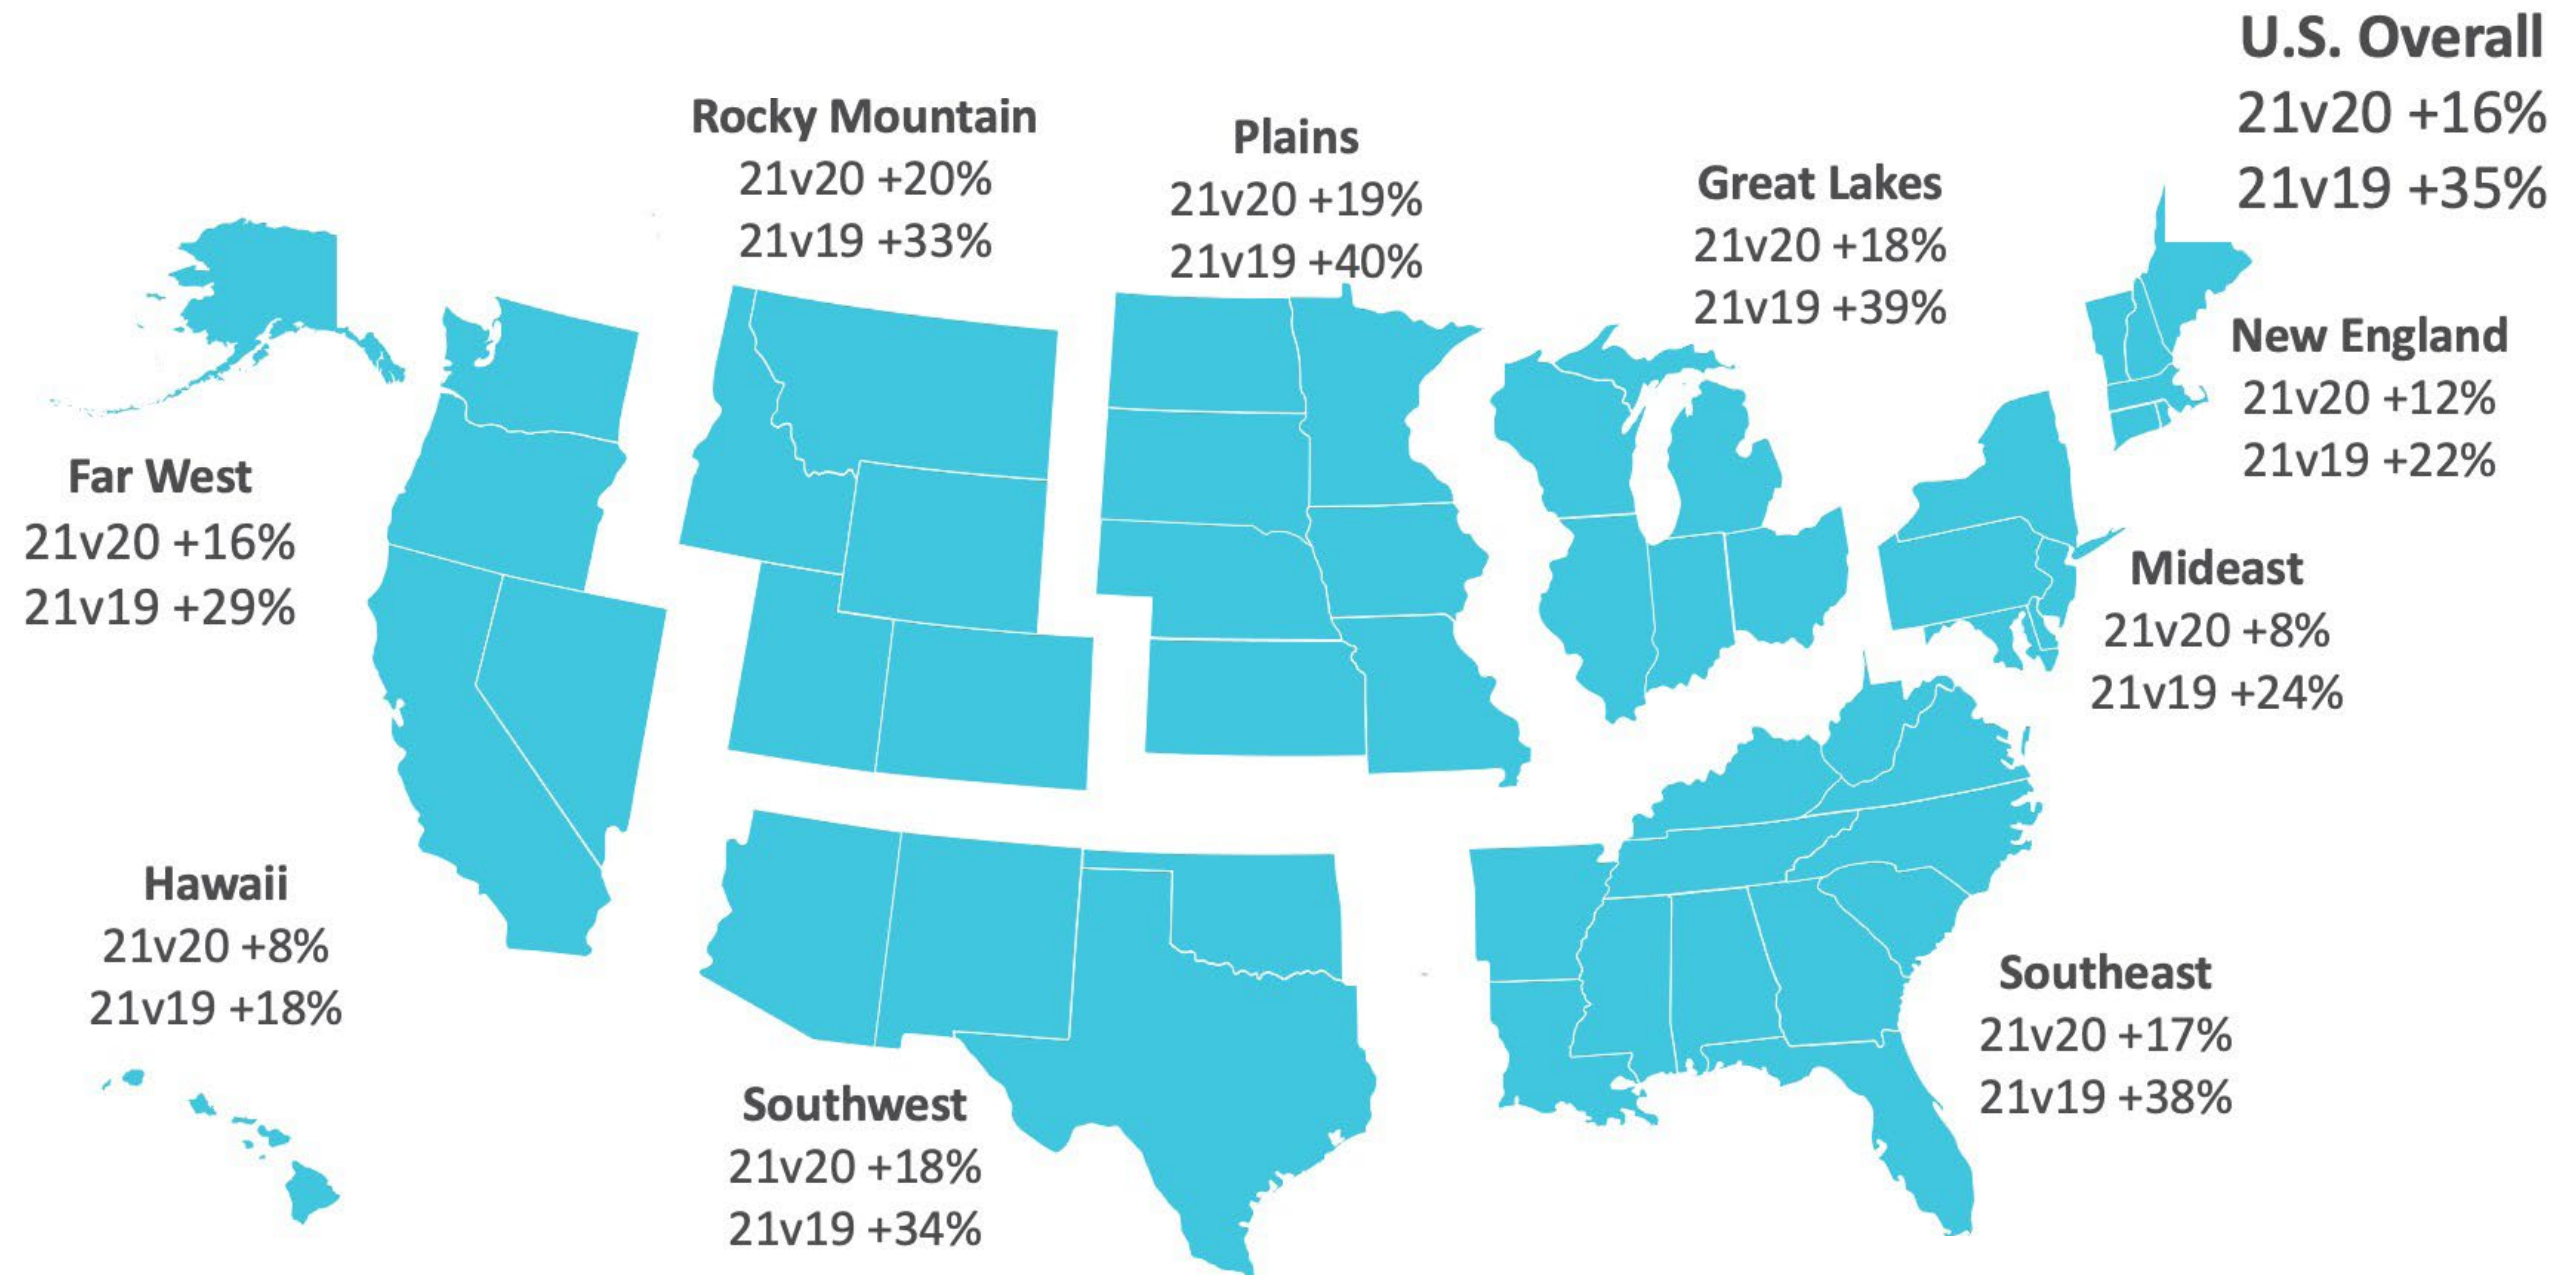 U.S. Overall
21v20 +16%
21v19 +35%
Rocky Mountain
21v20 +20%
21v19 +33%
Plains
21v20 +19%
21v19 +40%
Great Lakes
21v20 +18%
21v19 +39%
New England
21v20 +12%
21v19 +22%
Far West
21v20 +16%
21v19 +29%
Mideast
21v20 +8%
21v19 +24%
Hawaii
21v20 +8%
21v19 +18%
Southeast
21v20 +17%
21v19 +38%
Southwest
21v20 +18%
21v19 +34%